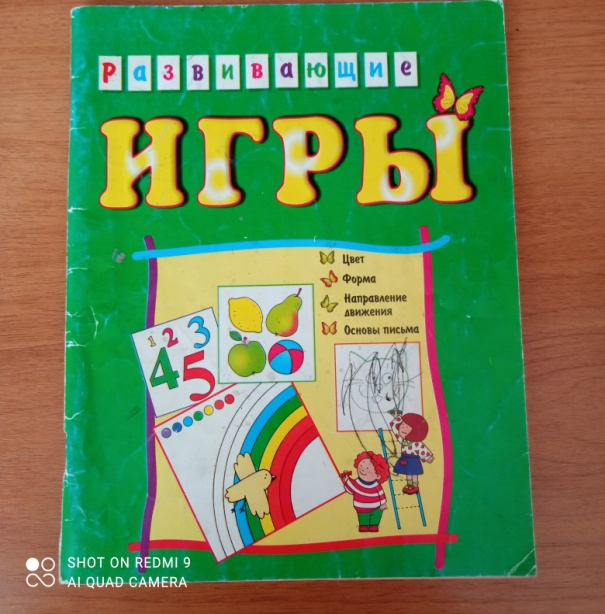 Развивающие
ИГРЫ
Цвет
Форма
Направление
движения
Основы письма
1 2 3
4 5
SHOT ON REDMI 9
AI QUAD CAMERA